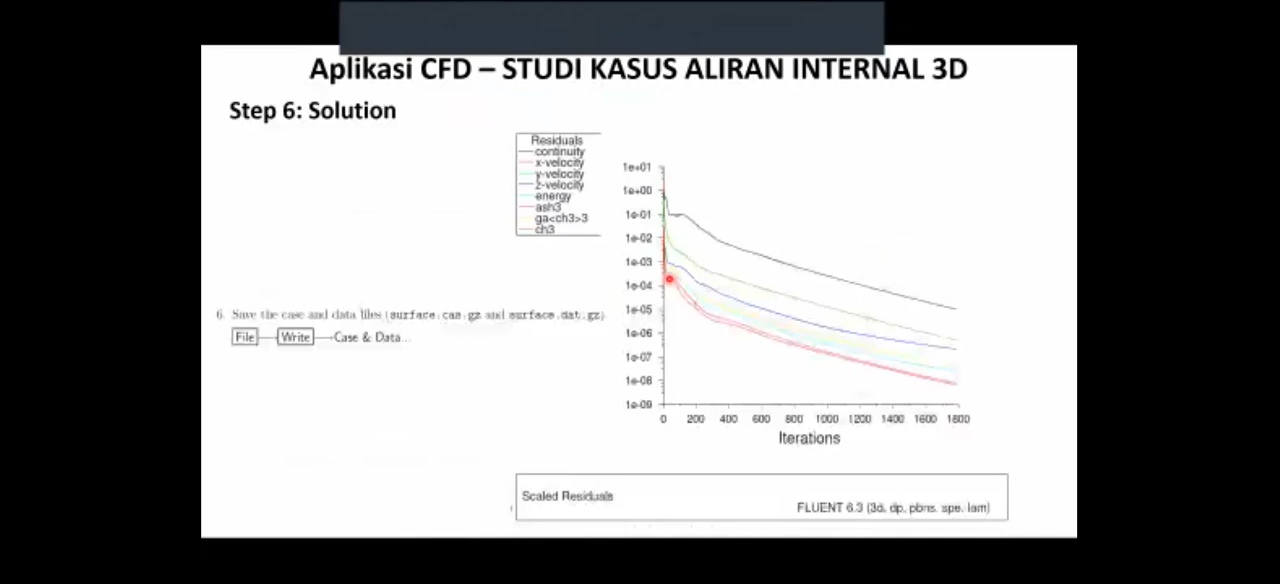 Aplikasi CFD – STUDI KASUS ALIRAN INTERNAL 3D
Step 6: Solution
Residuals
continuity
x-velocity
y-velocity
z-velocity
energy
ash3
ga<ch3>3
ch3
1e+01
1e+00
1e-01
1e-02
1e-03
1e-04
1e-05
1e-06
1e-07
1e-08
1e-09
0 200 400 600 800 1000 1200 1400 1600 1800
Iterations
6. Save the case and data files (surface.cas.gz and surface.dat.gz)
File Write Case & Data...
Scaled Residuals
FLUENT 6.3 (3d, dp, pbns, spe, lam)